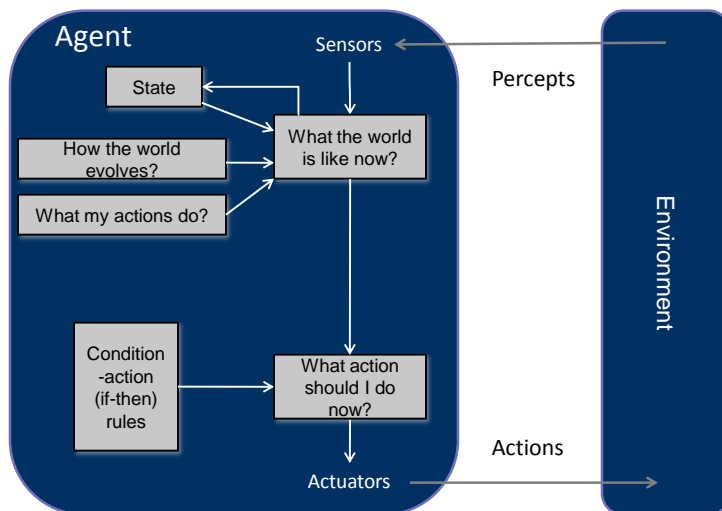 Agent
Sensors
Percepts
State
What the world
is like now?
How the world
evolves?
What my actions do?
Environment
Condition
-action
(if-then)
rules
What action
should I do
now?
Actions
Actuators